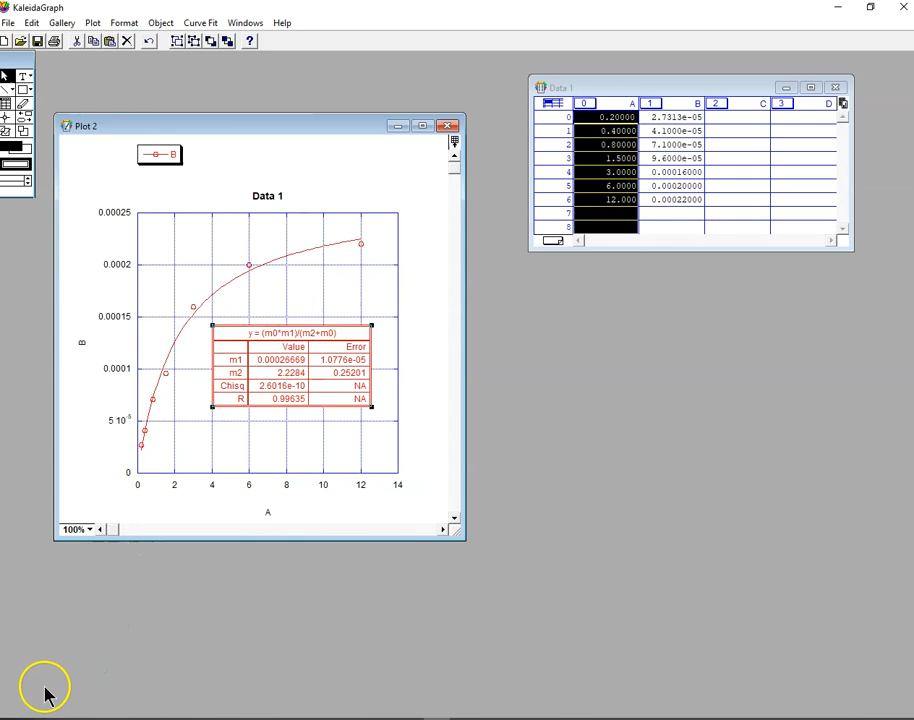 KaleidaGraph
File Edit Gallery Plot Format Object Curve Fit Windows Help
T
Plot 2
B
Data 1
0.00025
0.0002
0.00015
0.0001
5 10⁻⁵
0
B
0 2 4 6 8 10 12 14
A
y = (m0*m1)/(m2+m0)
Value Error
m1 0.00026669 1.0776e-05
m2 2.2284 0.25201
Chisq 2.6016e-10 NA
R 0.99635 NA
100%
Data 1
0 A 1 B 2 C 3 D
0 0.20000 2.7313e-05
1 0.40000 4.1000e-05
2 0.80000 7.1000e-05
3 1.5000 9.6000e-05
4 3.0000 0.00016000
5 6.0000 0.00020000
6 12.000 0.00022000
7
8